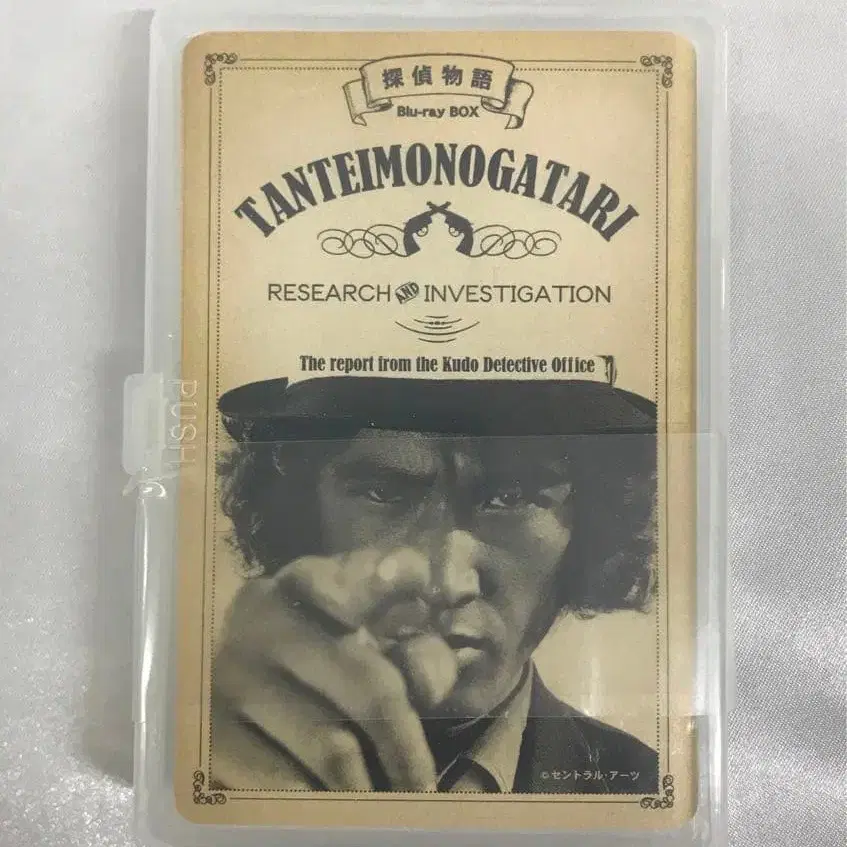 探偵物語
Blu-ray BOX
TANTEIMONOGATARI
RESEARCH AND INVESTIGATION
The report from the Kudo Detective Office
PUSH
©セントラル・アーツ